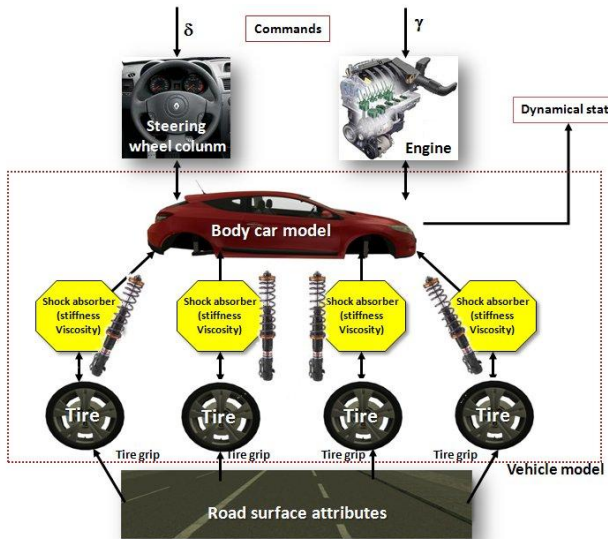 δ
Commands
γ
Steering
wheel colunm
Engine
Dynamical stat
Body car model
Shock absorber
(stiffness
Viscosity)
Shock absorber
(stiffness
Viscosity)
Shock absorber
(stiffness
Viscosity)
Shock absorber
(stiffness
Viscosity)
Tire
Tire
Tire
Tire
Tire grip
Tire grip
Tire grip
Tire grip
Vehicle model
Road surface attributes